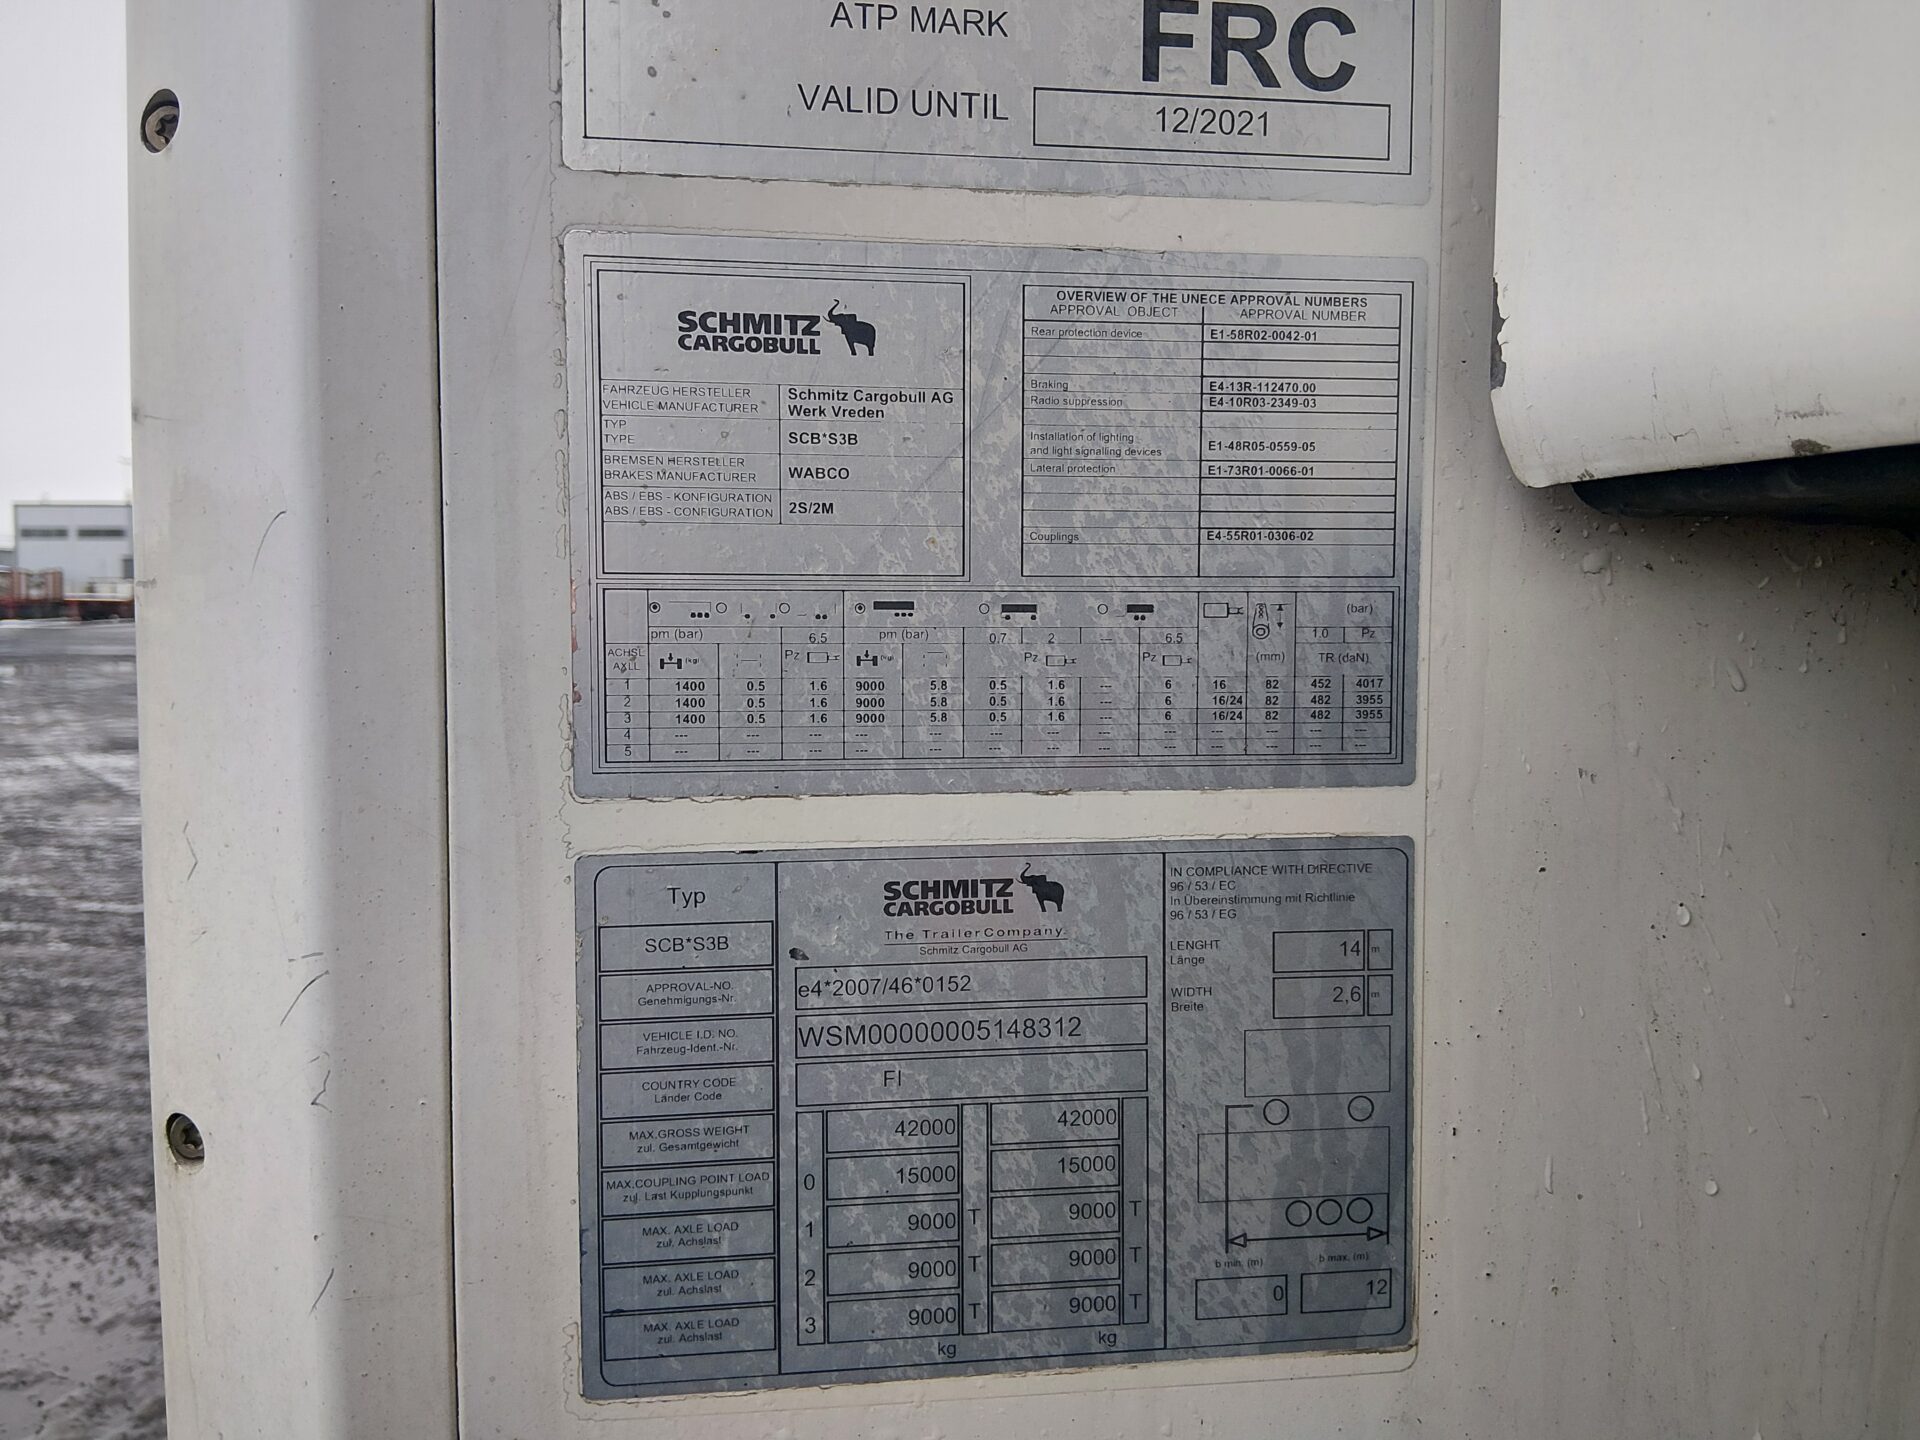 ATP MARK
FRC
VALID UNTIL
12/2021
SCHMITZ
CARGOBULL
FAHRZEUG HERSTELLER
VEHICLE MANUFACTURER
Schmitz Cargobull AG
Werk Vreden
TYP
TYPE
SCB*S3B
BREMSEN HERSTELLER
BRAKES MANUFACTURER
WABCO
ABS / EBS - KONFIGURATION
ABS / EBS - CONFIGURATION
2S/2M
OVERVIEW OF THE UNECE APPROVAL NUMBERS
APPROVAL OBJECT APPROVAL NUMBER
Rear protection device E1-58R02-0042-01
Braking E4-13R-112470.00
Radio suppression E4-10R03-2349-03
Installation of lighting
and light signalling devices E1-48R05-0559-05
Lateral protection E1-73R01-0066-01
Couplings E4-55R01-0306-02
(bar)
pm (bar) 6.5 pm (bar) 0.7 2 --- 6.5 1.0 Pz
ACHSE
AXLL
(kg) Pz (kg) Pz Pz (mm) TR (daN)
1 1400 0.5 1.6 9000 5.8 0.5 1.6 --- 6 16 82 452 4017
2 1400 0.5 1.6 9000 5.8 0.5 1.6 --- 6 16/24 82 482 3955
3 1400 0.5 1.6 9000 5.8 0.5 1.6 --- 6 16/24 82 482 3955
4 --- --- --- --- --- --- --- --- --- --- --- --- ---
5 --- --- --- --- --- --- --- --- --- --- --- --- ---
Typ
SCB*S3B
SCHMITZ
CARGOBULL
The Trailer Company.
Schmitz Cargobull AG
APPROVAL-NO.
Genehmigungs-Nr.
e4*2007/46*0152
VEHICLE I.D. NO.
Fahrzeug-Ident.-Nr.
WSM00000005148312
COUNTRY CODE
Länder Code
FI
MAX.GROSS WEIGHT
zul. Gesamtgewicht
42000 42000
MAX.COUPLING POINT LOAD
zul. Last Kupplungspunkt
0 15000 15000
MAX. AXLE LOAD
zul. Achslast
1 9000 T 9000 T
MAX. AXLE LOAD
zul. Achslast
2 9000 T 9000 T
MAX. AXLE LOAD
zul. Achslast
3 9000 T 9000 T
kg kg
IN COMPLIANCE WITH DIRECTIVE
96 / 53 / EC
In Übereinstimmung mit Richtlinie
96 / 53 / EG
LENGHT
Länge
14 m
WIDTH
Breite
2,6 m
b min. (m) b max. (m)
0 12